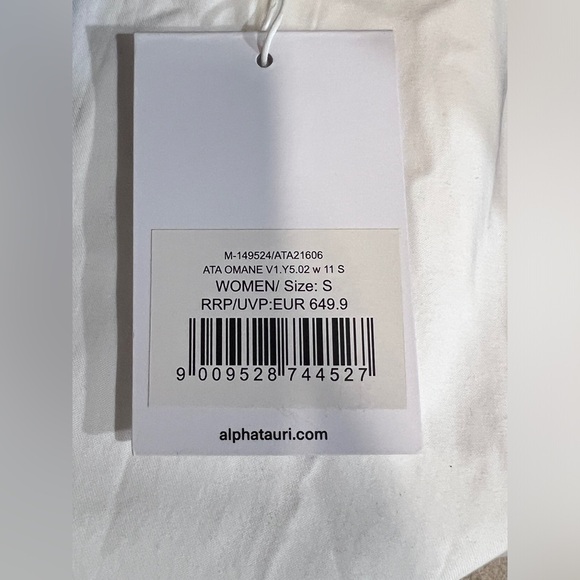 M-149524/ATA21606
ATA OMANE V1.Y5.02 w 11 S
WOMEN/ Size: S
RRP/UVP:EUR 649.9
9 009528 744527
alphatauri.com